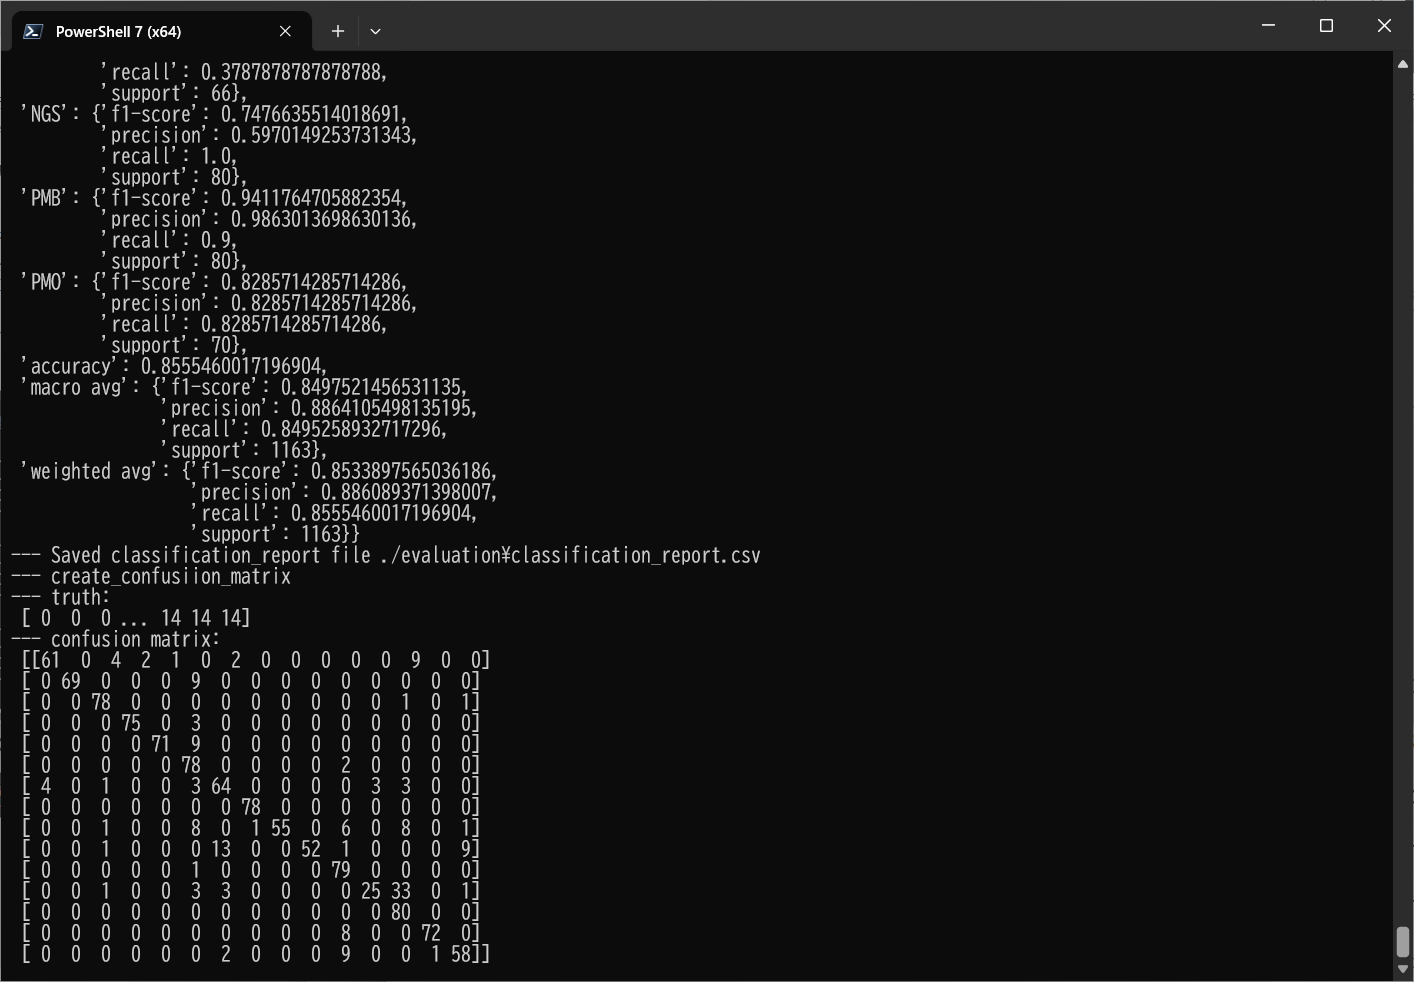 PowerShell 7 (x64)
'recall': 0.3787878787878788,
'support': 66},
'NGS': {'f1-score': 0.7476635514018691,
'precision': 0.5970149253731343,
'recall': 1.0,
'support': 80},
'PMB': {'f1-score': 0.9411764705882354,
'precision': 0.9863013698630136,
'recall': 0.9,
'support': 80},
'PMO': {'f1-score': 0.8285714285714286,
'precision': 0.8285714285714286,
'recall': 0.8285714285714286,
'support': 70},
'accuracy': 0.8555460017196904,
'macro avg': {'f1-score': 0.8497521456531135,
'precision': 0.8864105498135195,
'recall': 0.8495258932717296,
'support': 1163},
'weighted avg': {'f1-score': 0.8533897565036186,
'precision': 0.886089371398007,
'recall': 0.8555460017196904,
'support': 1163}}
--- Saved classification_report file ./evaluation¥classification_report.csv
--- create_confusiion_matrix
--- truth:
[ 0  0  0 ... 14 14 14]
--- confusion matrix:
[[61  0  4  2  1  0  2  0  0  0  0  0  9  0  0]
[ 0 69  0  0  0  9  0  0  0  0  0  0  0  0  0]
[ 0  0 78  0  0  0  0  0  0  0  0  0  1  0  1]
[ 0  0  0 75  0  3  0  0  0  0  0  0  0  0  0]
[ 0  0  0  0 71  9  0  0  0  0  0  0  0  0  0]
[ 0  0  0  0  0 78  0  0  0  0  2  0  0  0  0]
[ 4  0  1  0  0  3 64  0  0  0  0  3  3  0  0]
[ 0  0  0  0  0  0  0 78  0  0  0  0  0  0  0]
[ 0  0  1  0  0  8  0  1 55  0  6  0  8  0  1]
[ 0  0  1  0  0  0 13  0  0 52  1  0  0  0  9]
[ 0  0  0  0  0  1  0  0  0  0 79  0  0  0  0]
[ 0  0  1  0  0  3  3  0  0  0  0 25 33  0  1]
[ 0  0  0  0  0  0  0  0  0  0  0  0 80  0  0]
[ 0  0  0  0  0  0  0  0  0  0  8  0  0 72  0]
[ 0  0  0  0  0  0  2  0  0  0  9  0  0  1 58]]